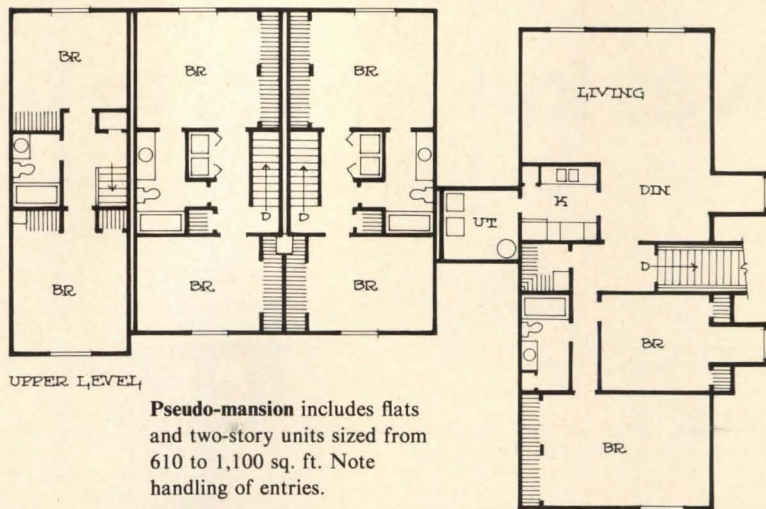 BR
BR
BR
LIVING
DIN
K
UT
D
D
D
BR
BR
BR
BR
BR
UPPER LEVEL
Pseudo-mansion includes flats
and two-story units sized from
610 to 1,100 sq. ft. Note
handling of entries.